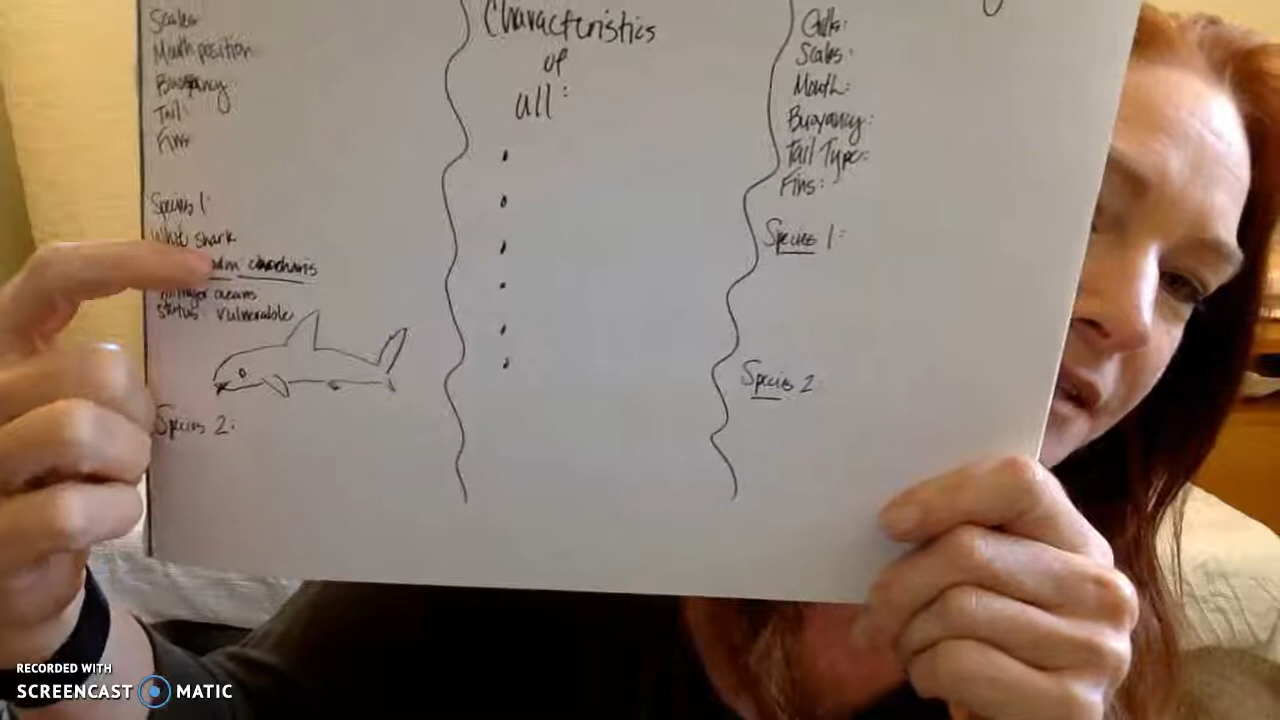 Scales
Mouth position
Buoyancy
Tail:
Fins:
Species 1:
White Shark
status: vulnerable
Species 2:
Characteristics
of
all:
Gills:
Scales:
Mouth:
Buoyancy:
Tail Type:
Fins:
Species 1:
Species 2:
RECORDED WITH
SCREENCAST MATIC